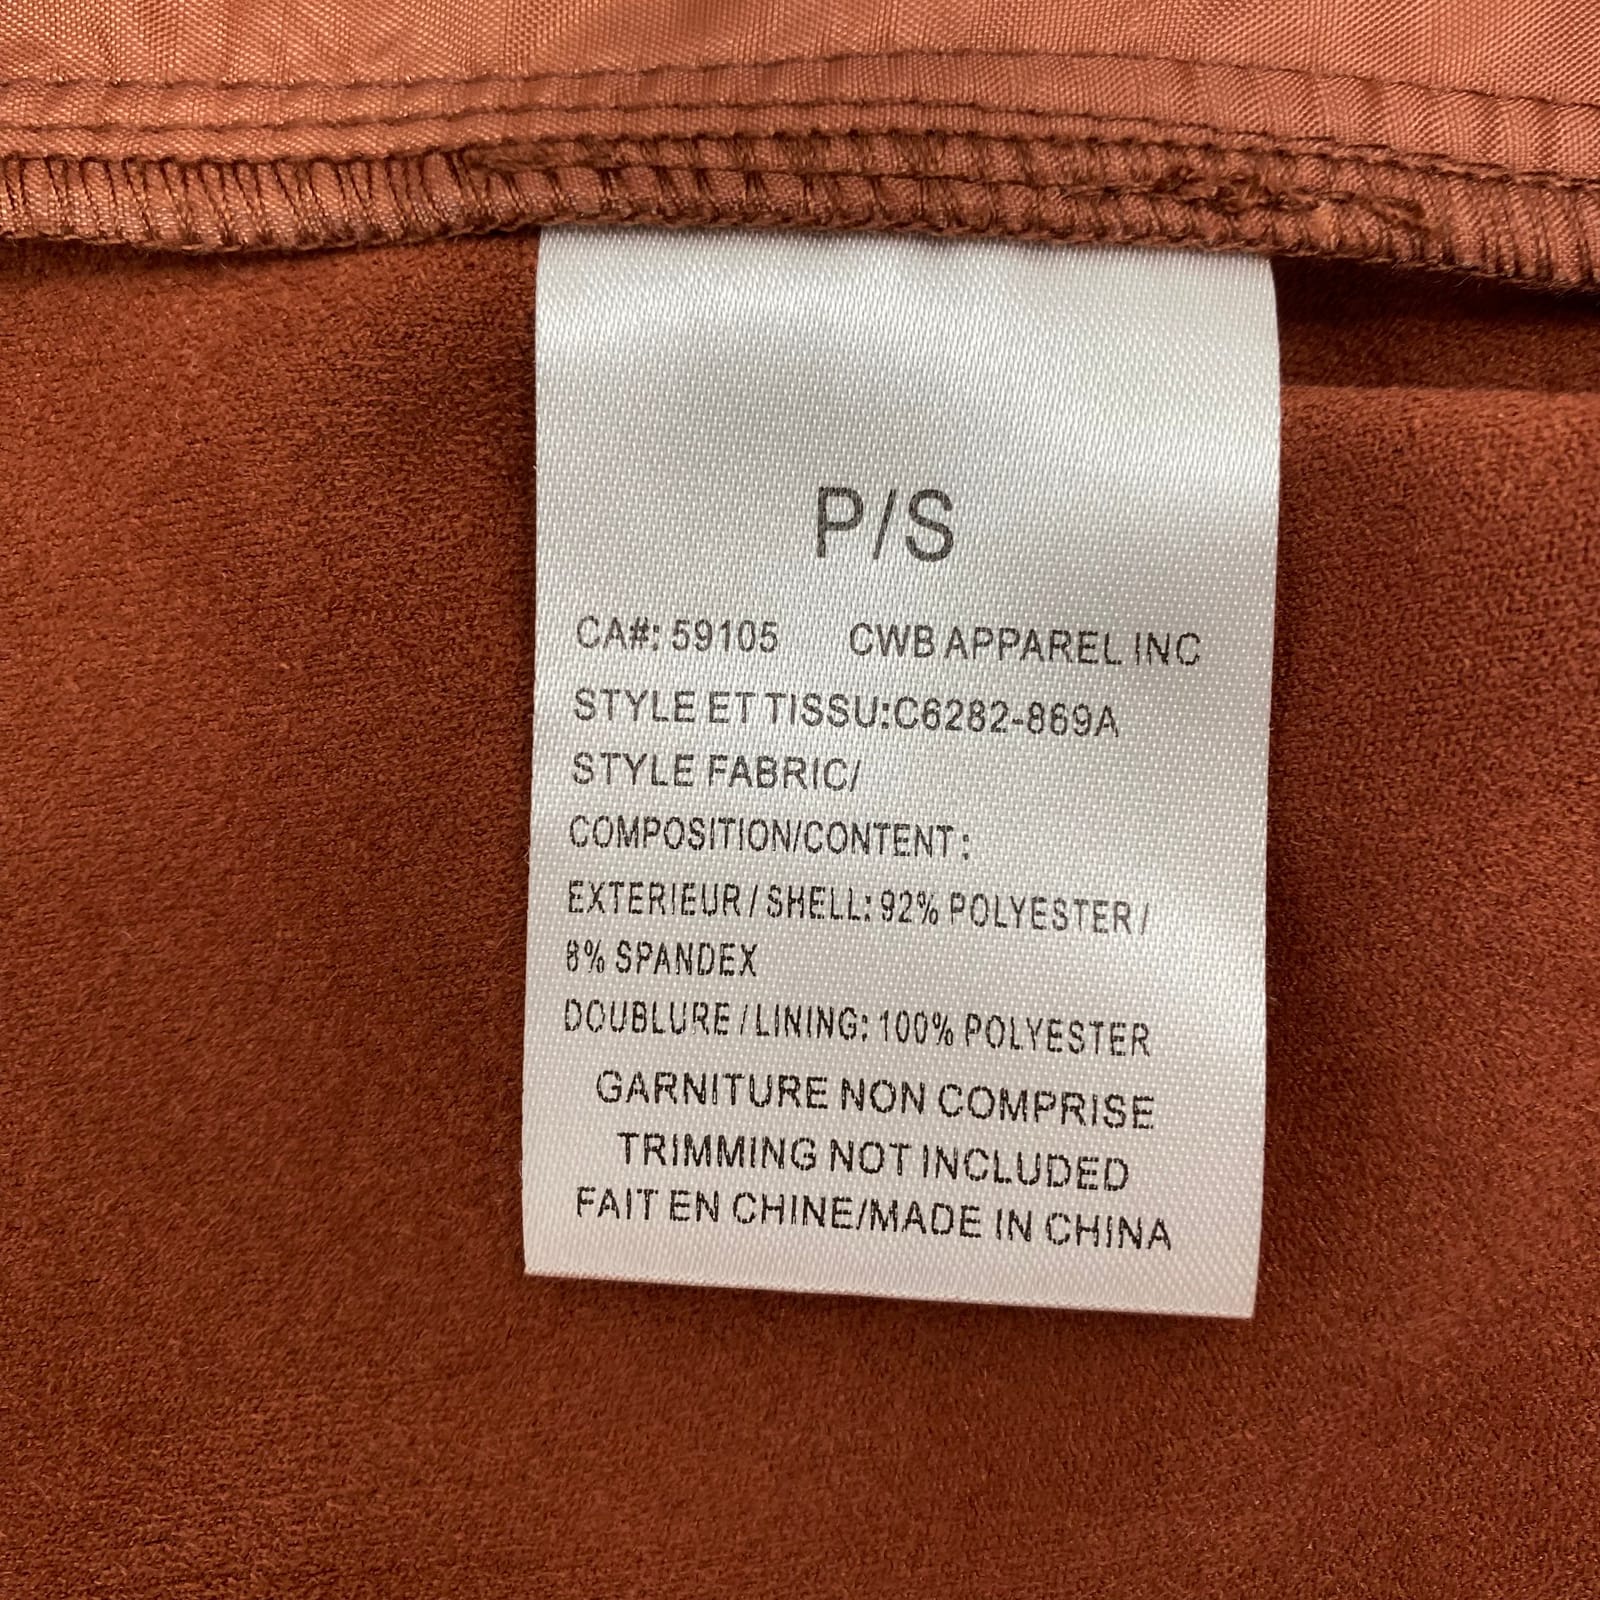 P/S
CA#: 59105 CWB APPAREL INC
STYLE ET TISSU:C6282-869A
STYLE FABRIC/
COMPOSITION/CONTENT :
EXTERIEUR / SHELL: 92% POLYESTER /
8% SPANDEX
DOUBLURE / LINING: 100% POLYESTER
GARNITURE NON COMPRISE
TRIMMING NOT INCLUDED
FAIT EN CHINE/MADE IN CHINA